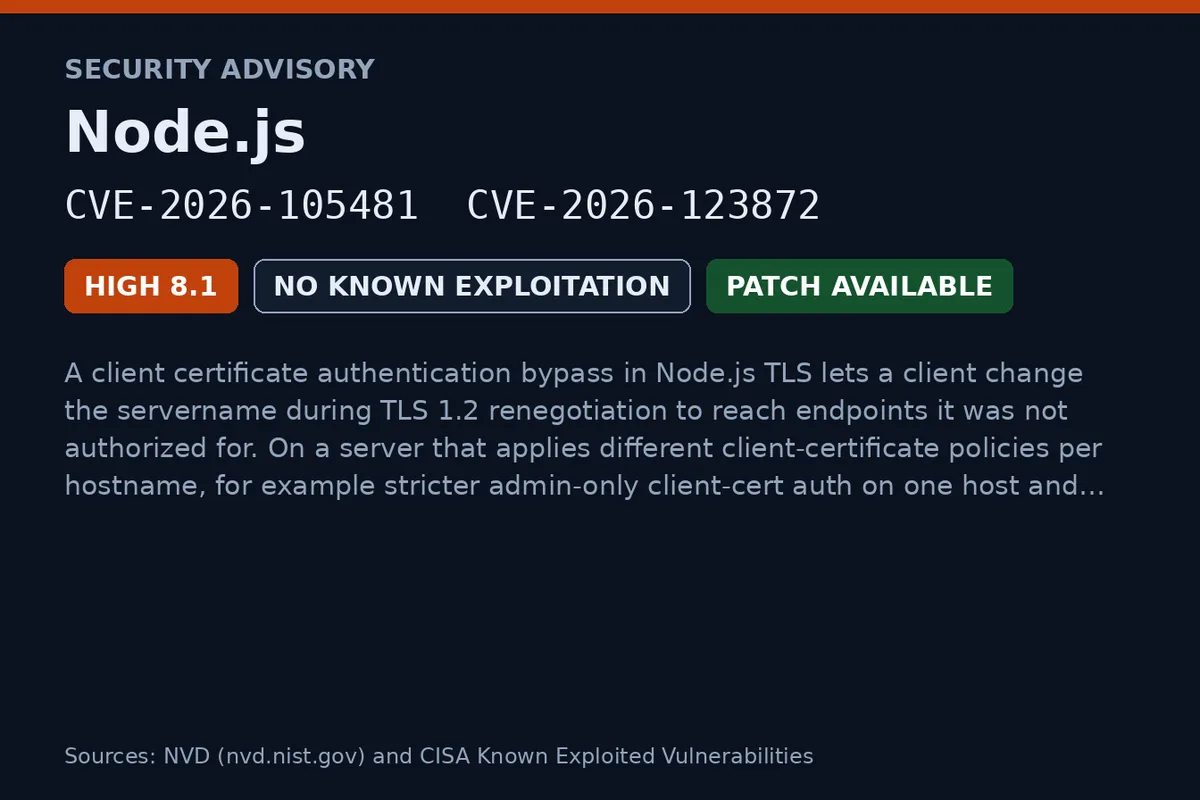 SECURITY ADVISORY
Node.js
CVE-2026-105481 CVE-2026-123872
HIGH 8.1 NO KNOWN EXPLOITATION PATCH AVAILABLE
A client certificate authentication bypass in Node.js TLS lets a client change
the servername during TLS 1.2 renegotiation to reach endpoints it was not
authorized for. On a server that applies different client-certificate policies per
hostname, for example stricter admin-only client-cert auth on one host and...
Sources: NVD (nvd.nist.gov) and CISA Known Exploited Vulnerabilities